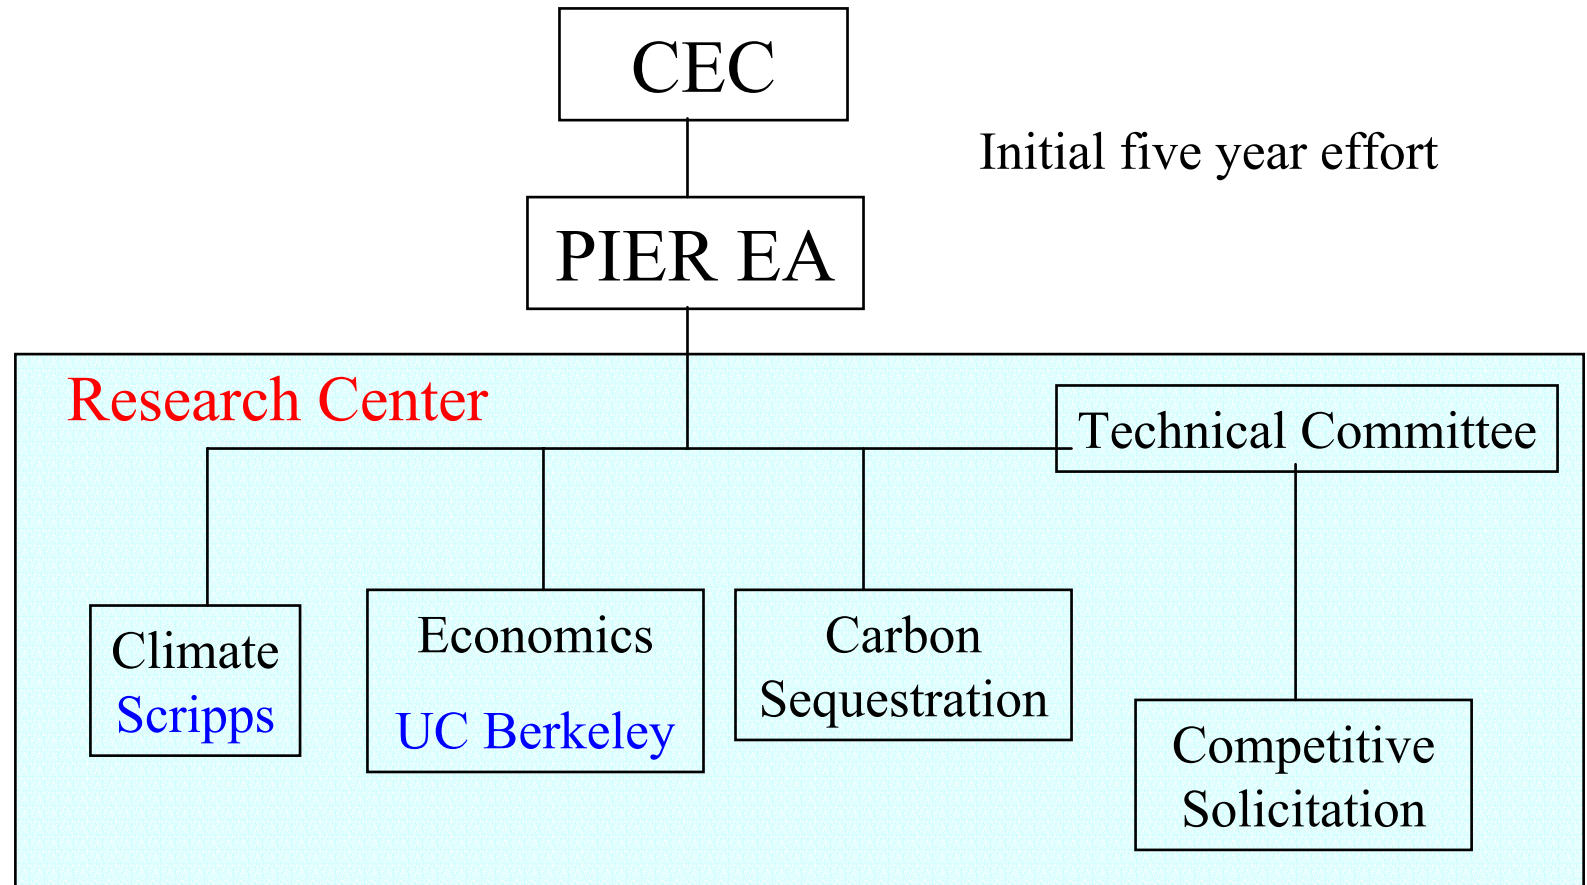 CEC
Initial five year effort
PIER EA
Research Center
Technical Committee
Climate
Scripps
Economics
UC Berkeley
Carbon
Sequestration
Competitive
Solicitation